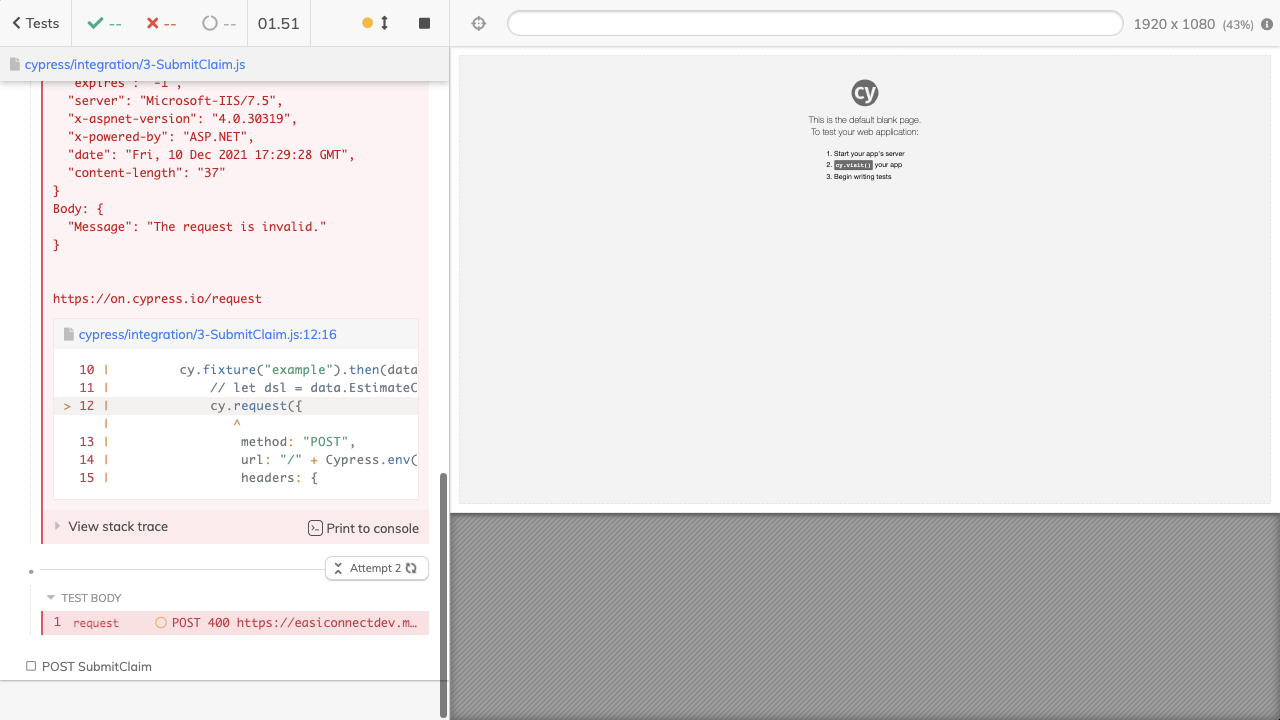 Tests
--
--
--
01.51
1920 x 1080 (43%)
cypress/integration/3-SubmitClaim.js
"expires": "-1",
"server": "Microsoft-IIS/7.5",
"x-aspnet-version": "4.0.30319",
"x-powered-by": "ASP.NET",
"date": "Fri, 10 Dec 2021 17:29:28 GMT",
"content-length": "37"
}
Body: {
"Message": "The request is invalid."
}
https://on.cypress.io/request
cypress/integration/3-SubmitClaim.js:12:16
10 | cy.fixture("example").then(data
11 | // let dsl = data.EstimateC
> 12 | cy.request({
| ^
13 | method: "POST",
14 | url: "/" + Cypress.env(
15 | headers: {
View stack trace
Print to console
Attempt 2
TEST BODY
1 request POST 400 https://easiconnectdev.m…
POST SubmitClaim
cy
This is the default blank page.
To test your web application:
1. Start your app's server
2. cy.visit() your app
3. Begin writing tests